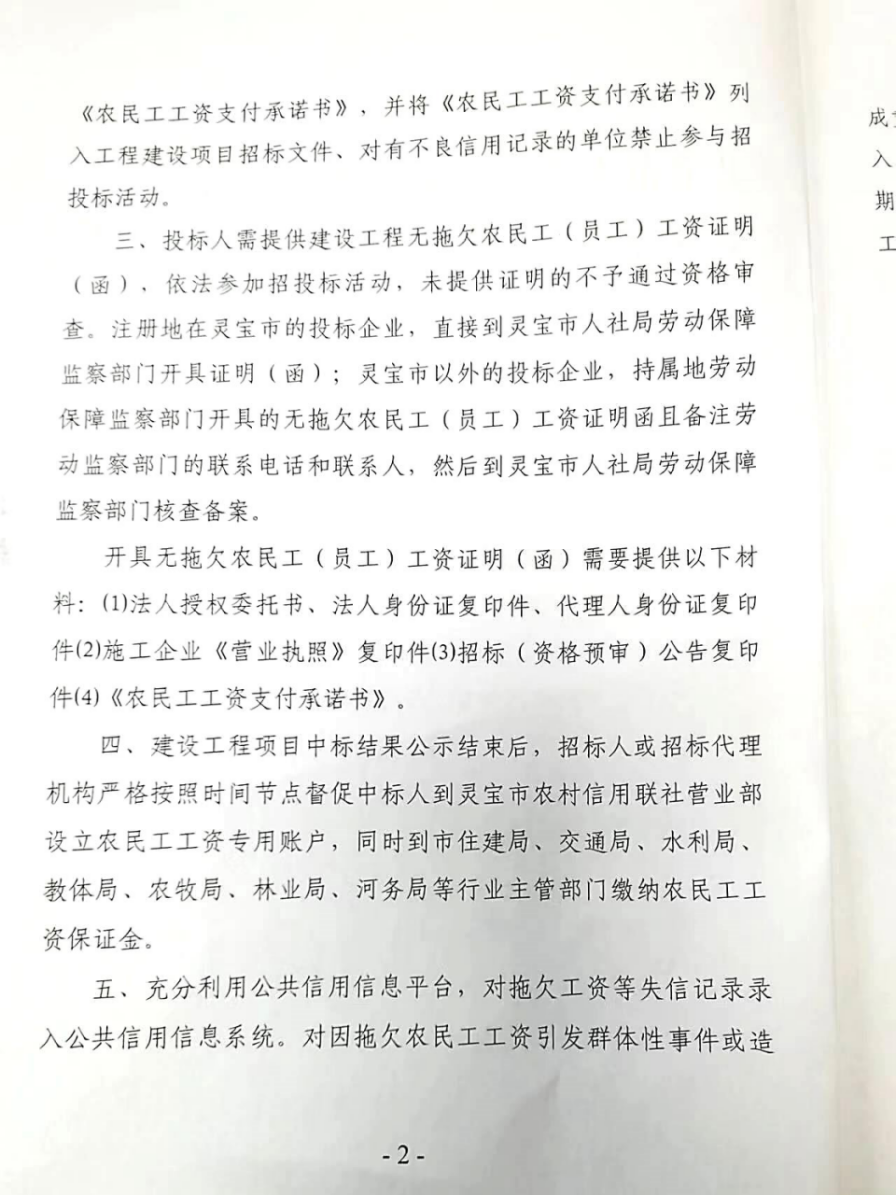 《农民工工资支付承诺书》，并将《农民工工资支付承诺书》列
入工程建设项目招标文件、对有不良信用记录的单位禁止参与招
投标活动。
三、投标人需提供建设工程无拖欠农民工（员工）工资证明
（函），依法参加招投标活动，未提供证明的不予通过资格审
查。注册地在灵宝市的投标企业，直接到灵宝市人社局劳动保障
监察部门开具证明（函）；灵宝市以外的投标企业，持属地劳动
保障监察部门开具的无拖欠农民工（员工）工资证明函且备注劳
动监察部门的联系电话和联系人，然后到灵宝市人社局劳动保障
监察部门核查备案。
开具无拖欠农民工（员工）工资证明（函）需要提供以下材
料：⑴法人授权委托书、法人身份证复印件、代理人身份证复印
件⑵施工企业《营业执照》复印件⑶招标（资格预审）公告复印
件⑷《农民工工资支付承诺书》。
四、建设工程项目中标结果公示结束后，招标人或招标代理
机构严格按照时间节点督促中标人到灵宝市农村信用联社营业部
设立农民工工资专用账户，同时到市住建局、交通局、水利局、
教体局、农牧局、林业局、河务局等行业主管部门缴纳农民工工
资保证金。
五、充分利用公共信用信息平台，对拖欠工资等失信记录录
入公共信用信息系统。对因拖欠农民工工资引发群体性事件或造
- 2 -
成
入
期
工